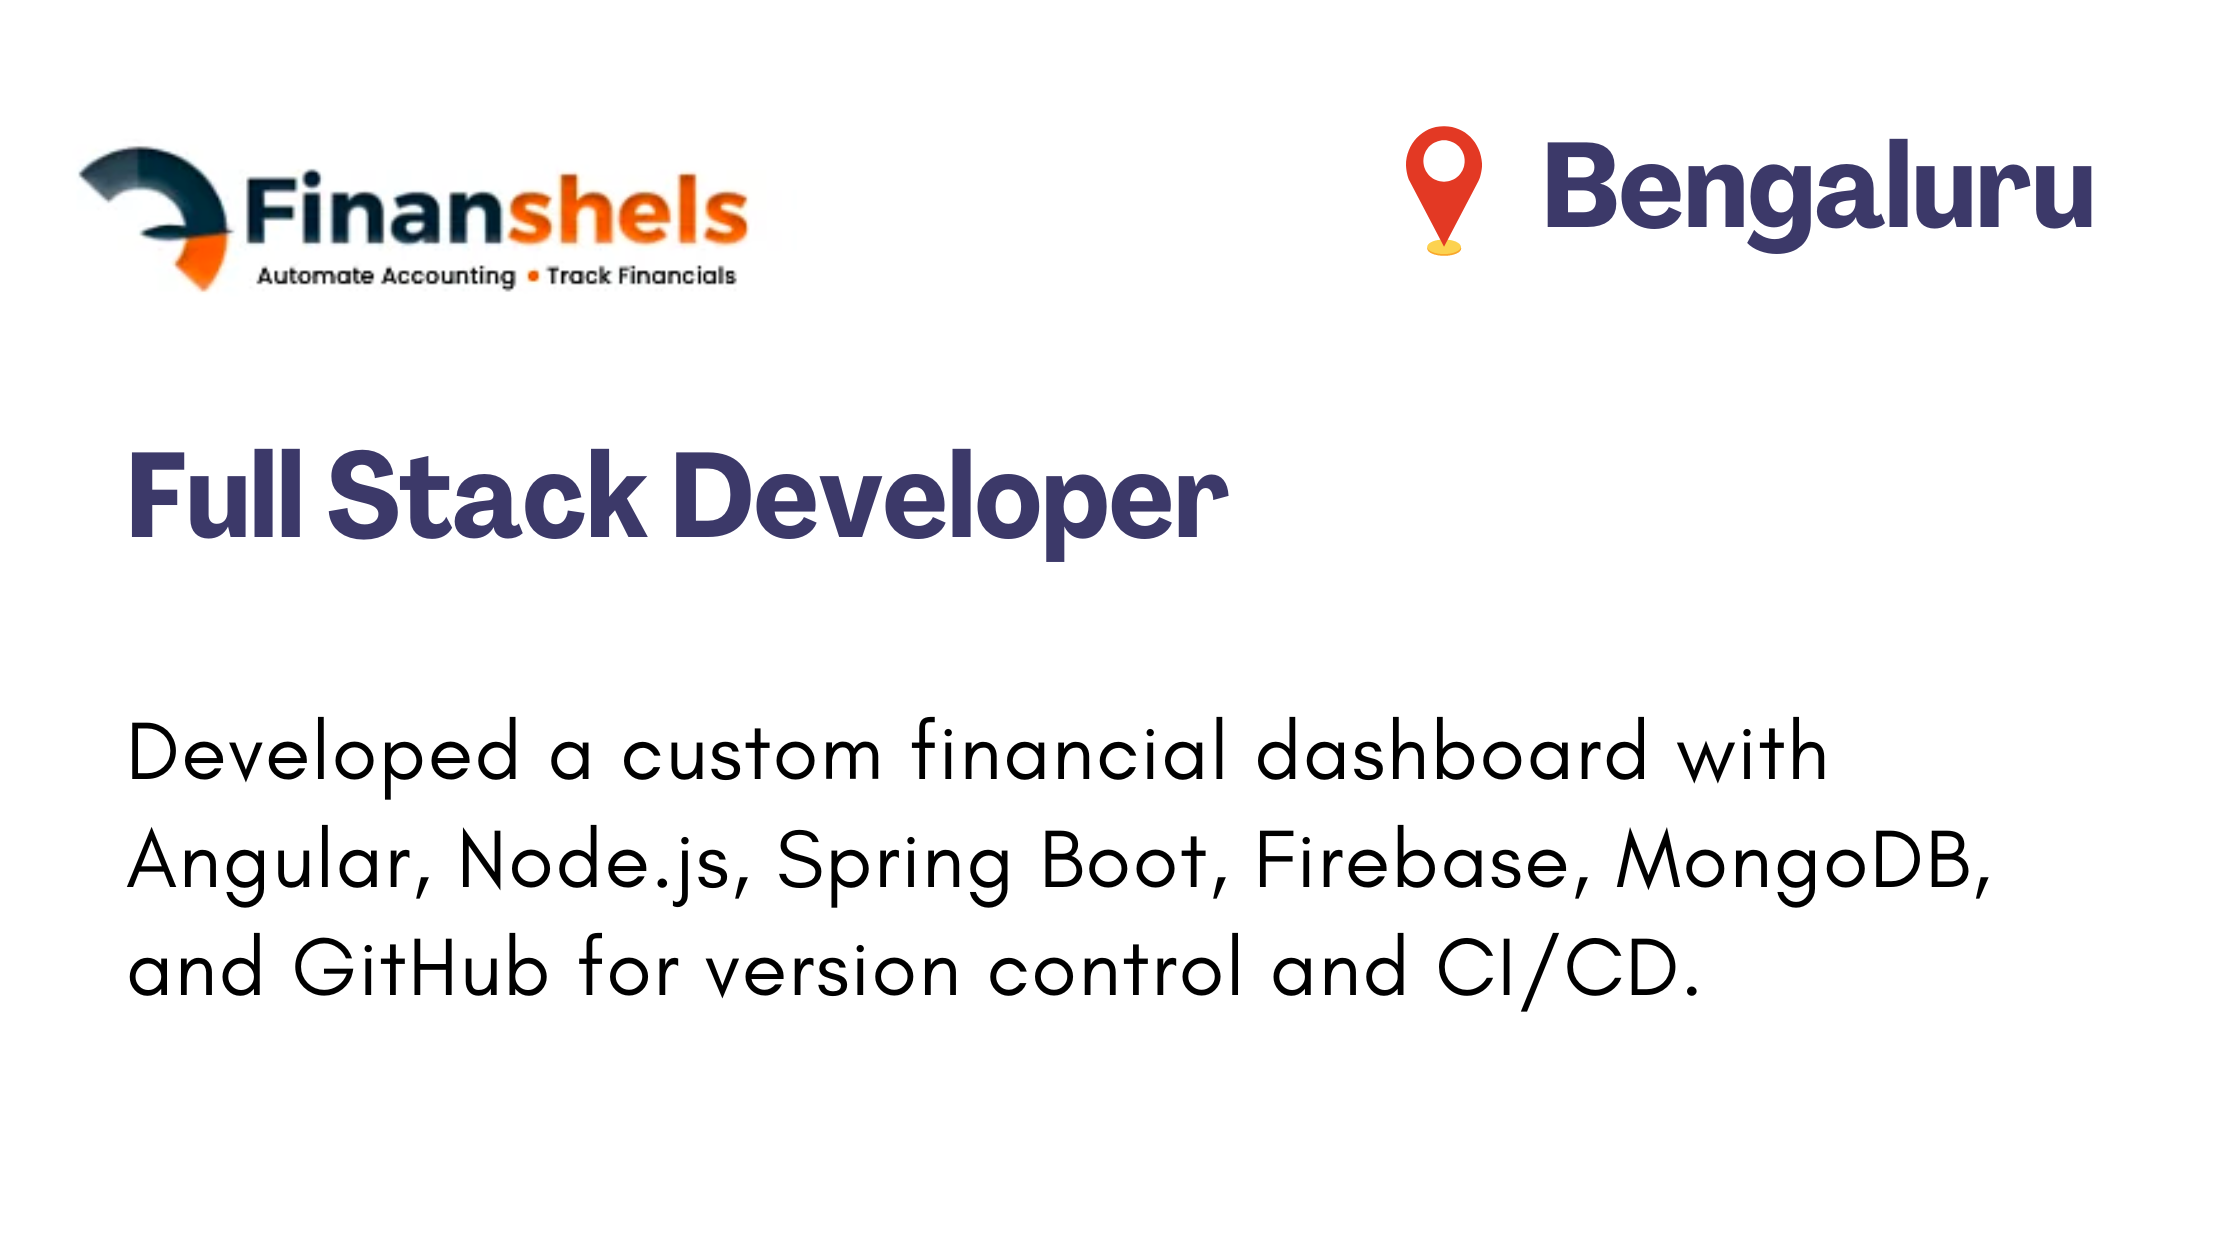 Finanshels
Automate Accounting • Track Financials
Bengaluru
Full Stack Developer
Developed a custom financial dashboard with
Angular, Node.js, Spring Boot, Firebase, MongoDB,
and GitHub for version control and CI/CD.